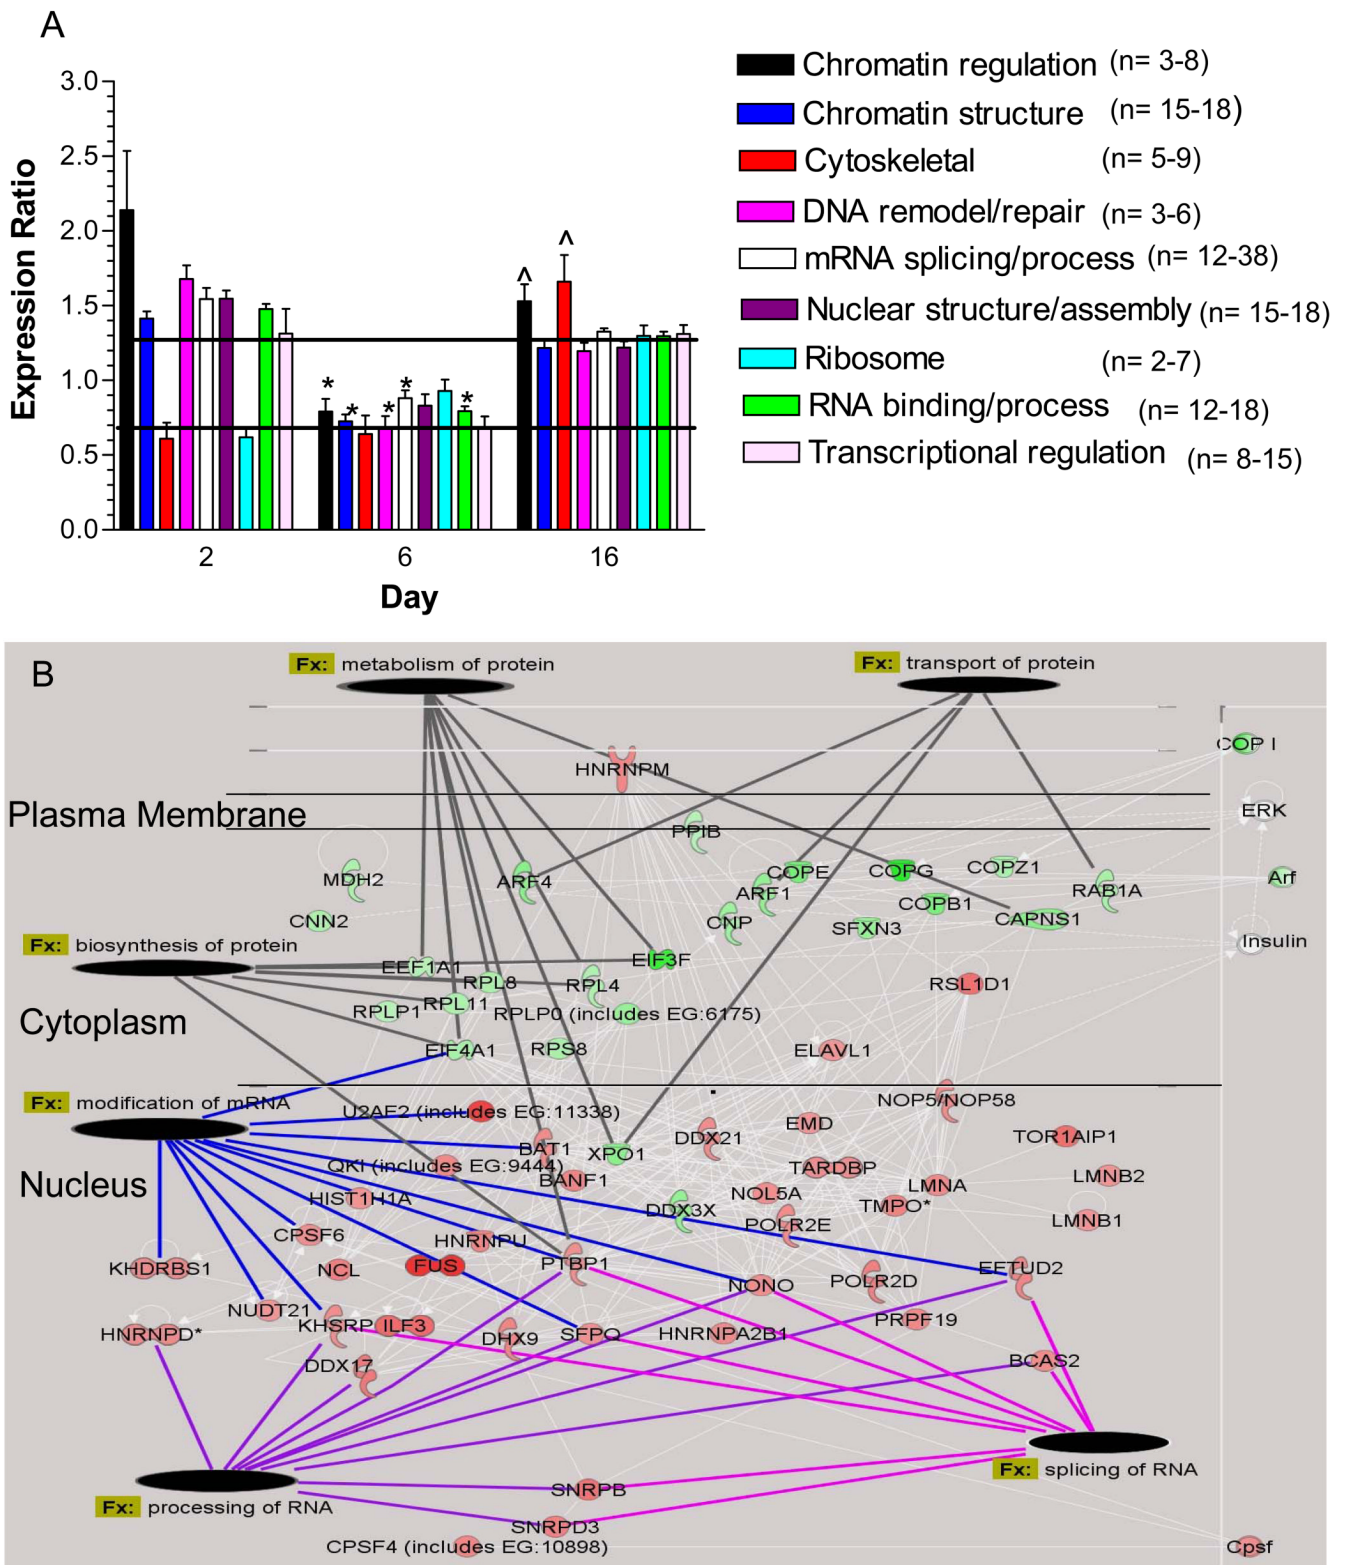 A
3.0
2.5
2.0
1.5
1.0
0.5
0.0
Expression Ratio
* * * * *
^ ^
2 6 16
Day
Chromatin regulation (n= 3-8)
Chromatin structure (n= 15-18)
Cytoskeletal (n= 5-9)
DNA remodel/repair (n= 3-6)
mRNA splicing/process (n= 12-38)
Nuclear structure/assembly (n= 15-18)
Ribosome (n= 2-7)
RNA binding/process (n= 12-18)
Transcriptional regulation (n= 8-15)
B
Fx: metabolism of protein
Fx: transport of protein
COP I
HNRNPM
Plasma Membrane
ERK
PPIB
MDH2
ARF4
COPE
COPG
COPZ1
Arf
ARF1
RAB1A
COPB1
CNN2
CNP
SFXN3
CAPNS1
Fx: biosynthesis of protein
Insulin
EEF1A1
EIF3F
RPL8
RPL4
RSL1D1
RPLP1
RPL11
RPLP0 (includes EG:6175)
Cytoplasm
EIF4A1
RPS8
ELAVL1
Fx: modification of mRNA
U2AF2 (includes EG:11338)
NOP5/NOP58
EMD
DDX21
TOR1AIP1
BAT1
XPO1
QKI (includes EG:9444)
TARDBP
BANF1
LMNB2
Nucleus
LMNA
HIST1H1A
NOL5A
TMPO*
DDX3X
POLR2E
LMNB1
CPSF6
HNRNPU
KHDRBS1
NCL
FUS
PTBP1
EFTUD2
NONO
POLR2D
NUDT21
KHSRP
ILF3
PRPF19
HNRNPD*
DHX9
SFPQ
HNRNPA2B1
DDX17
BCAS2
Fx: splicing of RNA
SNRPB
Fx: processing of RNA
SNRPD3
CPSF4 (includes EG:10898)
Cpsf